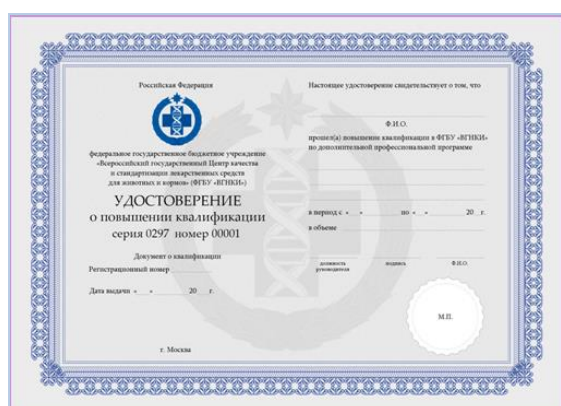 Российская Федерация
федеральное государственное бюджетное учреждение
«Всероссийский государственный Центр качества
и стандартизации лекарственных средств
для животных и кормов» (ФГБУ «ВГНКИ»)
УДОСТОВЕРЕНИЕ
о повышении квалификации
серия 0297 номер 00001
Документ о квалификации
Регистрационный номер
Дата выдачи « » 20 г.
г. Москва
Настоящее удостоверение свидетельствует о том, что
Ф.И.О.
прошел(а) повышение квалификации в ФГБУ «ВГНКИ»
по дополнительной профессиональной программе
в период с « » по « » 20 г.
в объеме
должность руководителя подпись Ф.И.О.
М.П.